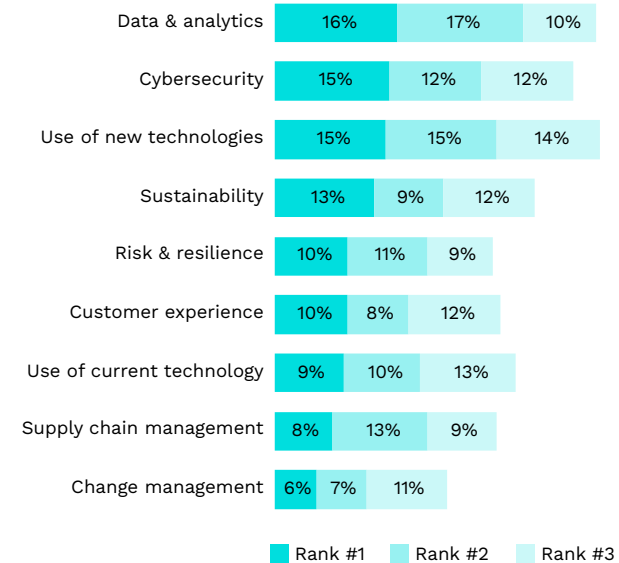 Data & analytics 16% 17% 10%
Cybersecurity 15% 12% 12%
Use of new technologies 15% 15% 14%
Sustainability 13% 9% 12%
Risk & resilience 10% 11% 9%
Customer experience 10% 8% 12%
Use of current technology 9% 10% 13%
Supply chain management 8% 13% 9%
Change management 6% 7% 11%
Rank #1 Rank #2 Rank #3